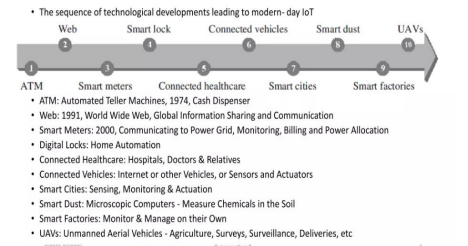 • The sequence of technological developments leading to modern- day IoT
Web Smart lock Connected vehicles Smart dust UAVs
2 4 6 8 10
1 3 5 7 9
ATM Smart meters Connected healthcare Smart cities Smart factories
• ATM: Automated Teller Machines, 1974, Cash Dispenser
• Web: 1991, World Wide Web, Global Information Sharing and Communication
• Smart Meters: 2000, Communicating to Power Grid, Monitoring, Billing and Power Allocation
• Digital Locks: Home Automation
• Connected Healthcare: Hospitals, Doctors & Relatives
• Connected Vehicles: Internet or other Vehicles, or Sensors and Actuators
• Smart Cities: Sensing, Monitoring & Actuation
• Smart Dust: Microscopic Computers - Measure Chemicals in the Soil
• Smart Factories: Monitor & Manage on their Own
• UAVs: Unmanned Aerial Vehicles - Agriculture, Surveys, Surveillance, Deliveries, etc